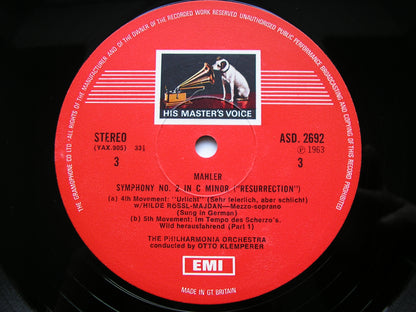 THE GRAMOPHONE CO LTD · ALL RIGHTS OF THE MANUFACTURER AND OF THE OWNER OF THE RECORDED WORK RESERVED UNAUTHORISED PUBLIC PERFORMANCE BROADCASTING AND COPYING OF THIS RECORD PROHIBITED
HIS MASTER'S VOICE
STEREO
(YAX.905) 33⅓
3
ASD. 2692
Ⓟ 1963
3
MAHLER
SYMPHONY NO. 2 IN C MINOR ("RESURRECTION")
(a) 4th Movement: "Urlicht" (Sehr feierlich, aber schlicht)
w/HILDE ROSSL-MAJDAN—Mezzo-soprano
(Sung in German)
(b) 5th Movement: Im Tempo des Scherzo's.
Wild herausfahrend (Part 1)
THE PHILHARMONIA ORCHESTRA
conducted by OTTO KLEMPERER
EMI
MADE IN GT. BRITAIN